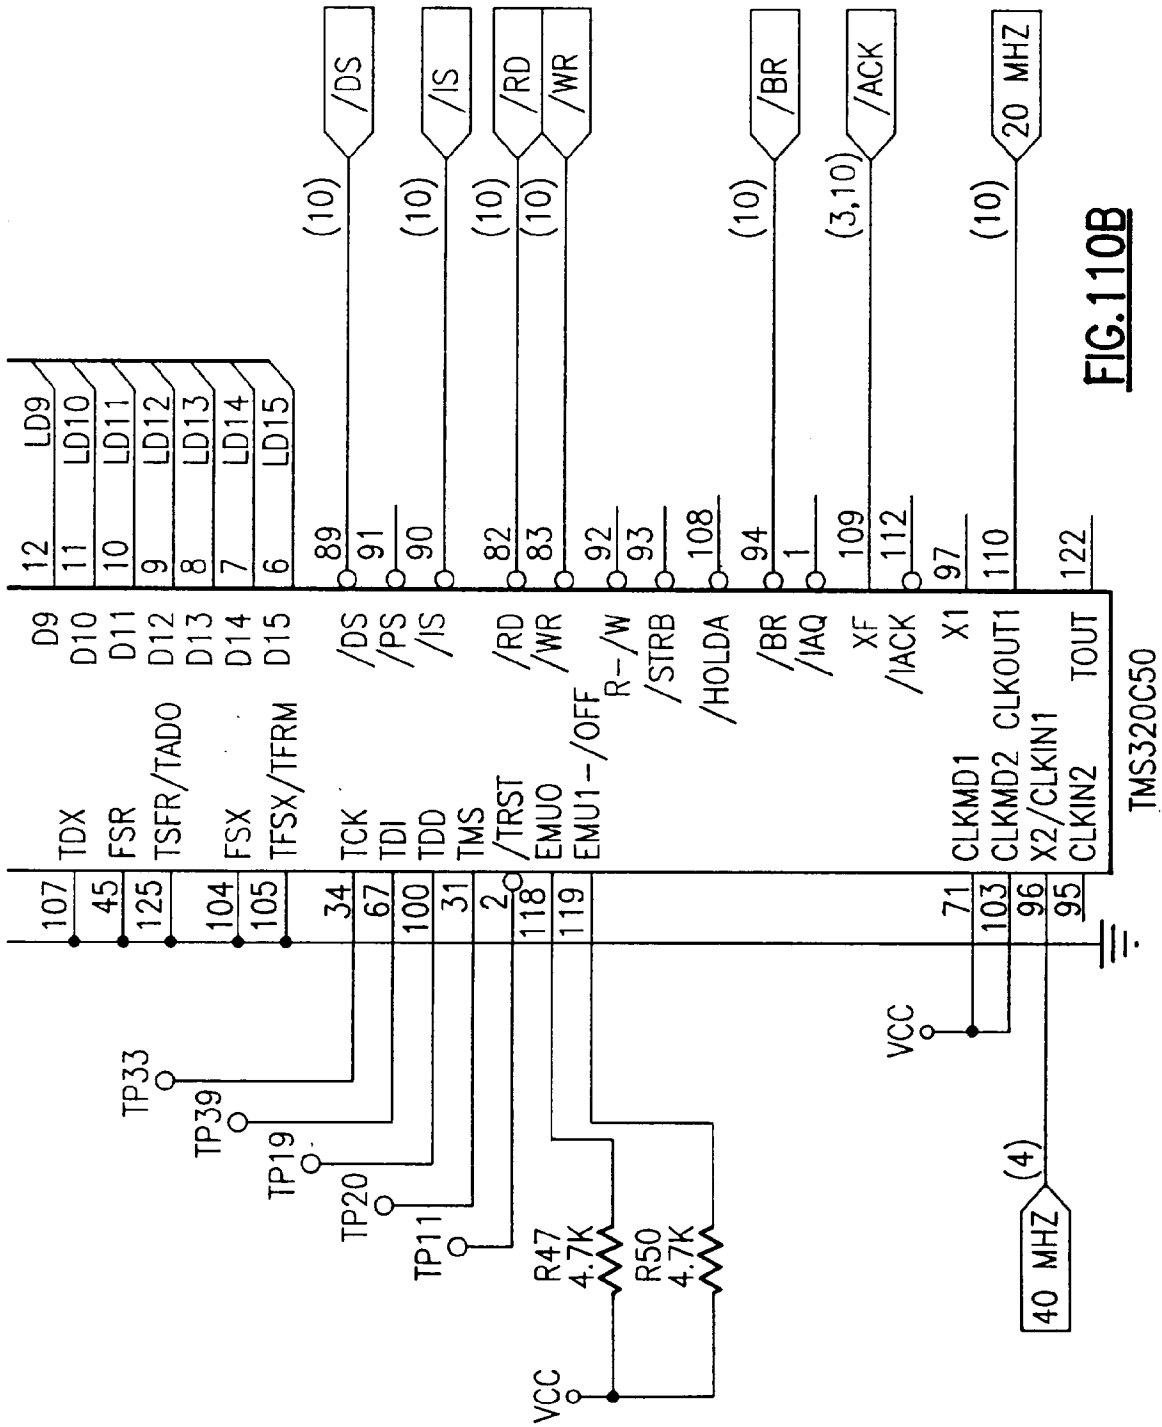 TDX
FSR
TSFR/TADO
FSX
TFSX/TFRM
TCK
TDI
TDD
TMS
/TRST
EMU0
EMU1-/OFF
CLKMD1
CLKMD2
X2/CLKIN1
CLKIN2
107
45
125
104
105
34
67
100
31
2
118
119
71
103
96
95
D9
D10
D11
D12
D13
D14
D15
/DS
/PS
/IS
/RD
/WR
R-/W
/STRB
/HOLDA
/BR
/IAQ
XF
/IACK
X1
CLKOUT1
TOUT
12
11
10
9
8
7
6
89
91
90
82
83
92
93
108
94
1
109
112
97
110
122
LD9
LD10
LD11
LD12
LD13
LD14
LD15
(10)
(10)
(10)
(10)
(10)
(3,10)
(10)
/DS
/IS
/RD
/WR
/BR
/ACK
20 MHZ
TP33
TP39
TP19
TP20
TP11
R47
4.7K
R50
4.7K
VCC
VCC
(4)
40 MHZ
TMS320C50
FIG.110B